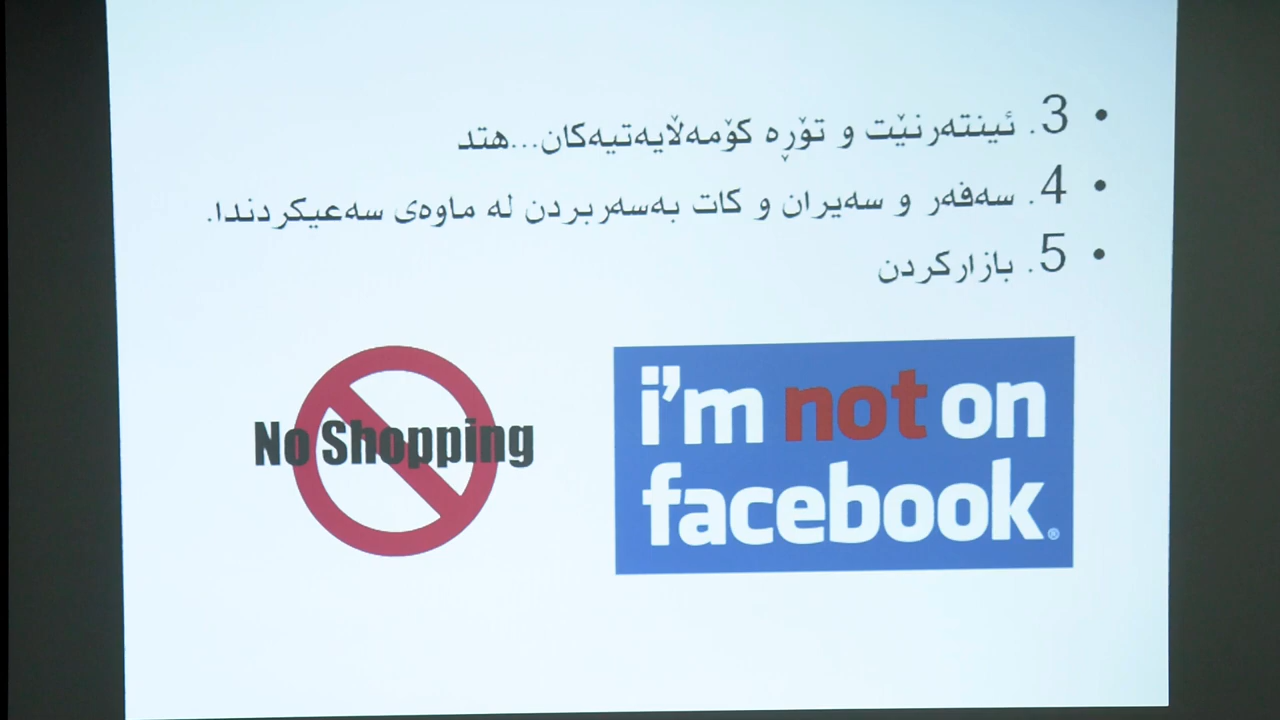 • 3. ئینتەرنێت و تۆڕە کۆمەڵایەتیەکان...هتد
• 4. سەفەر و سەیران و کات بەسەربردن لە ماوەی سەعیکردندا.
• 5. بازارکردن
No Shopping
i'm not on
facebook®